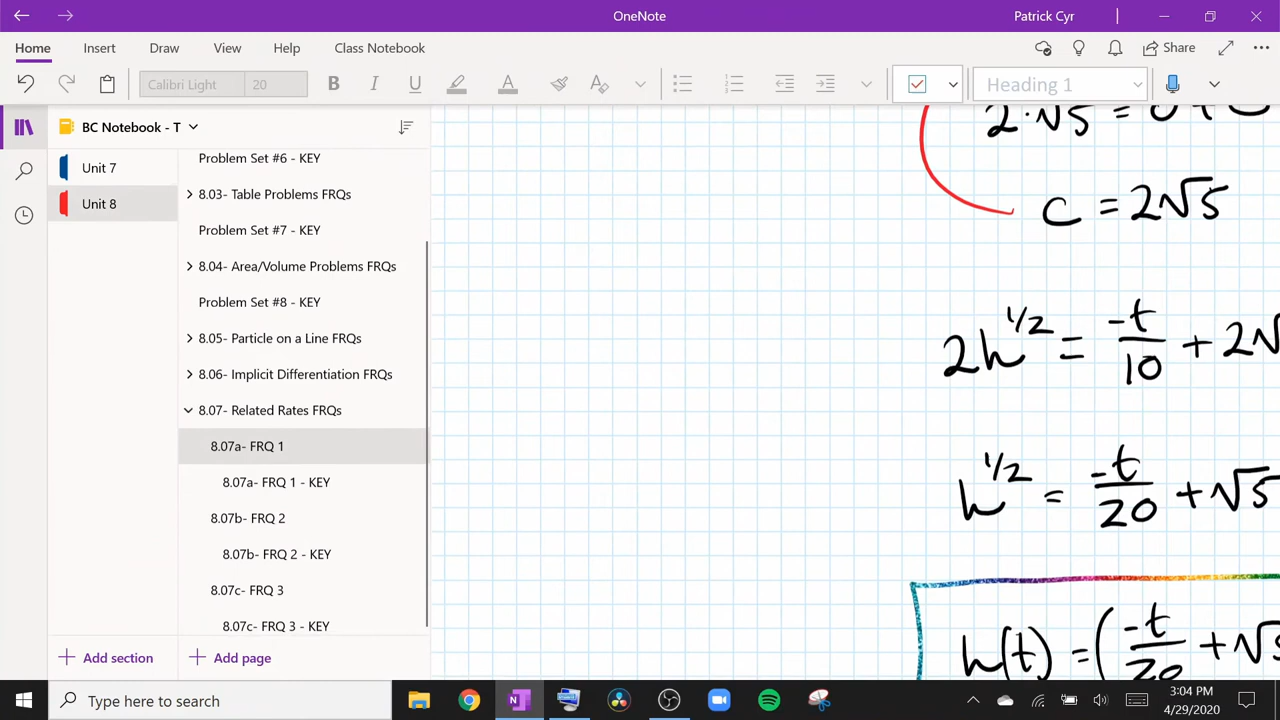 OneNote
Patrick Cyr
Home Insert Draw View Help Class Notebook
Share
Calibri Light 20
B I U A
Heading 1
BC Notebook - T
Unit 7
Unit 8
Problem Set #6 - KEY
8.03- Table Problems FRQs
Problem Set #7 - KEY
8.04- Area/Volume Problems FRQs
Problem Set #8 - KEY
8.05- Particle on a Line FRQs
8.06- Implicit Differentiation FRQs
8.07- Related Rates FRQs
8.07a- FRQ 1
8.07a- FRQ 1 - KEY
8.07b- FRQ 2
8.07b- FRQ 2 - KEY
8.07c- FRQ 3
8.07c- FRQ 3 - KEY
Add section
Add page
2·√5 = 0 +
C = 2√5
2h^1/2 = -t/10 + 2√
h^1/2 = -t/20 + √5
h(t) = (-t/20 + √5
Type here to search
3:04 PM
4/29/2020